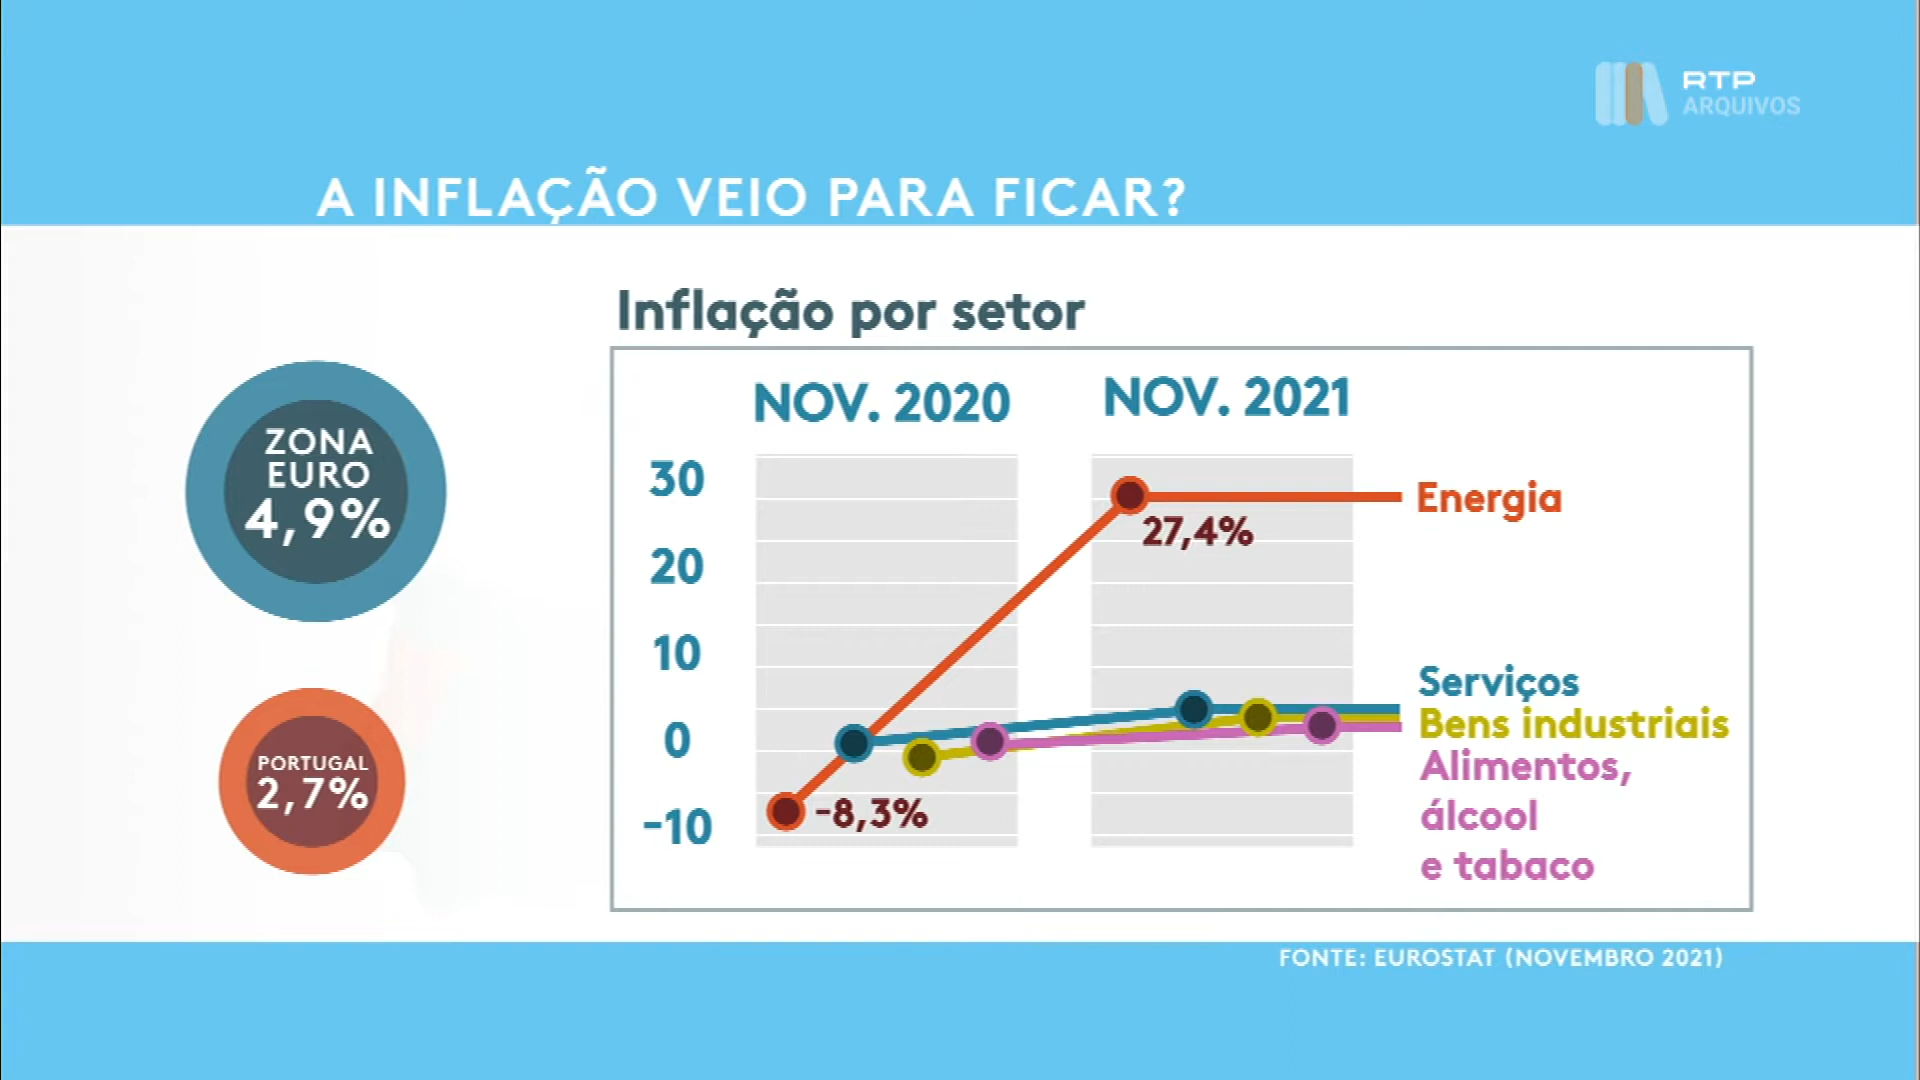 RTP
ARQUIVOS
A INFLAÇÃO VEIO PARA FICAR?
Inflação por setor
ZONA
EURO
4,9%
PORTUGAL
2,7%
NOV. 2020
NOV. 2021
30
20
10
0
-10
27,4%
-8,3%
Energia
Serviços
Bens industriais
Alimentos,
álcool
e tabaco
FONTE: EUROSTAT (NOVEMBRO 2021)